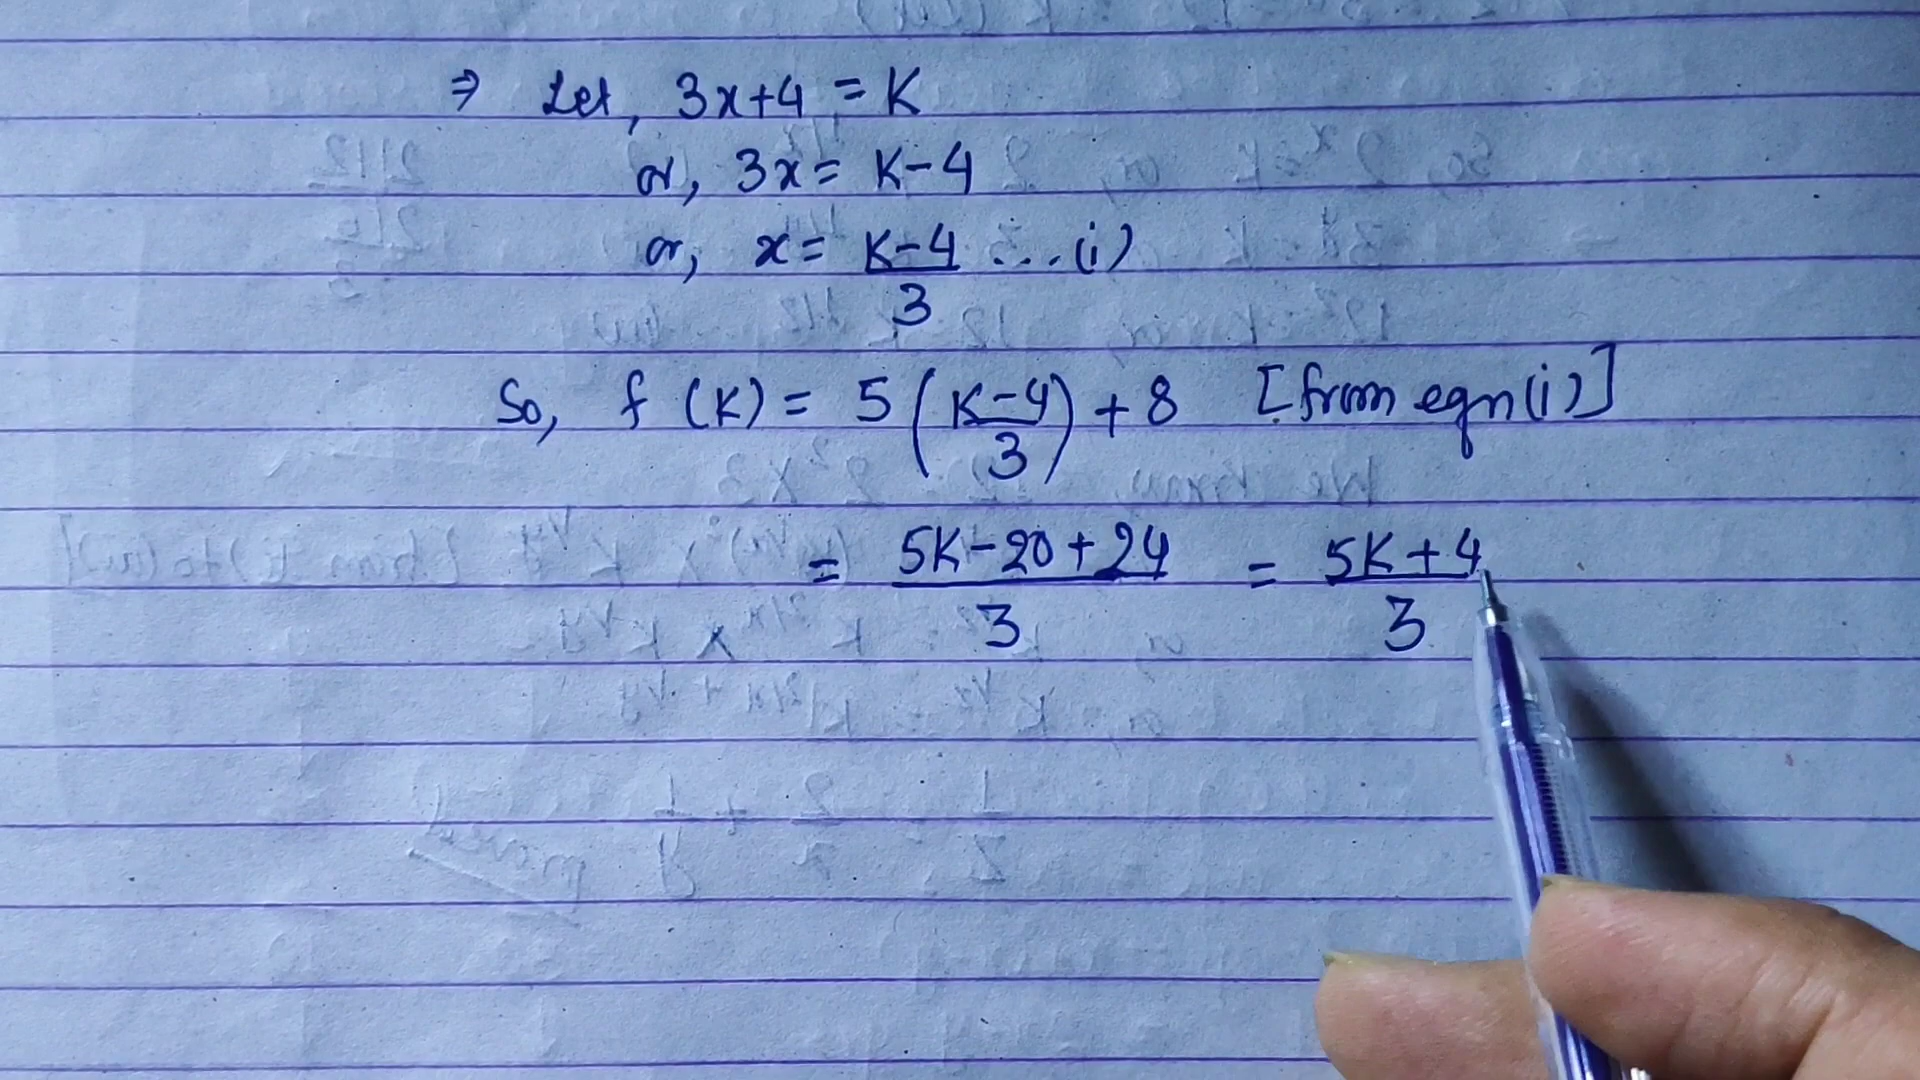 ⇒ Let, 3x+4 = K
or, 3x = K-4
or, x = K-4/3 ...(i)
So, f(K) = 5(K-4/3) + 8 [from eqn(i)]
= 5K-20+24/3 = 5K+4/3